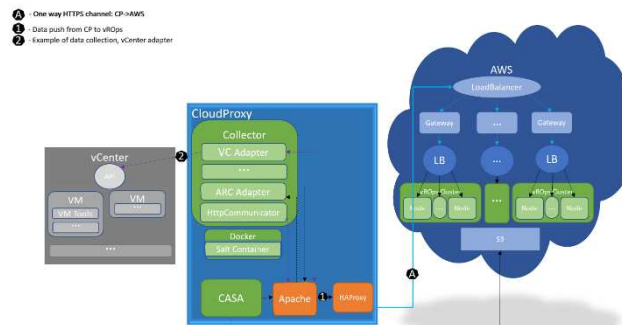 A - One way HTTPS channel: CP->AWS
1 - Data push from CP to vROps
2 - Example of data collection, vCenter adapter
AWS
LoadBalancer
Gateway
...
Gateway
LB
...
LB
vROps Cluster
Node
...
Node
...
vROps Cluster
Node
...
Node
S3
CloudProxy
Collector
VC Adapter
...
ARC Adapter
HttpCommunicator
Docker
Salt Container
CASA
Apache
1
HAProxy
A
2
vCenter
API
VM
VM Tools
...
VM
...
...